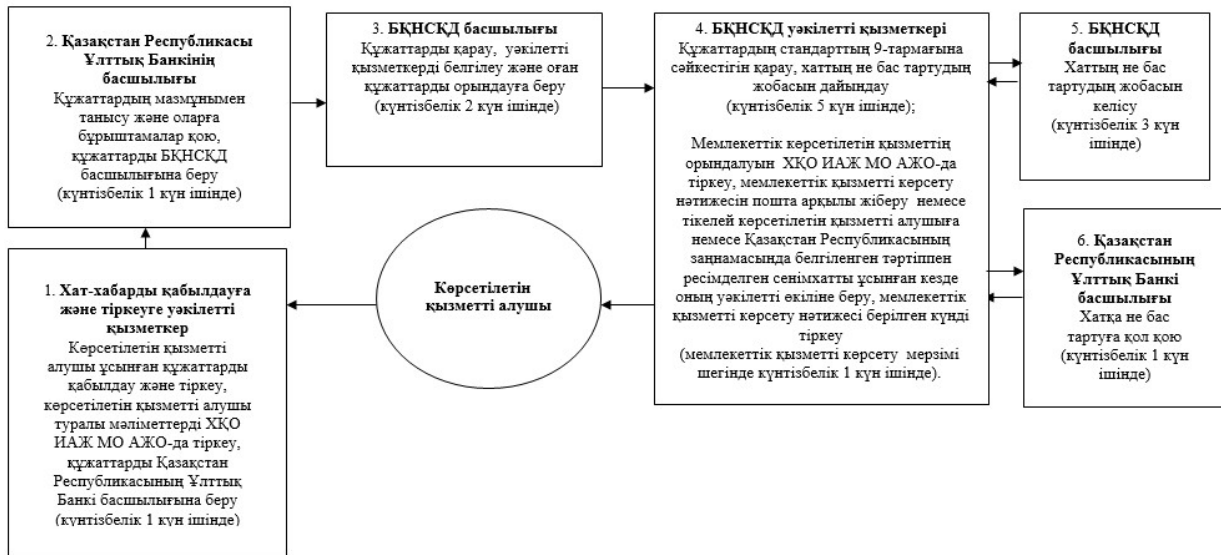 1. Хат-хабарды қабылдауға
және тіркеуге уәкілетті
қызметкер
Көрсетілетін қызметті
алушы ұсынған құжаттарды
қабылдау және тіркеу,
көрсетілетін қызметті алушы
туралы мәліметтерді ХҚО
ИАЖ МО АЖО-да тіркеу,
құжаттарды Қазақстан
Республикасының Ұлттық
Банкі басшылығына беру
(күнтізбелік 1 күн ішінде)
2. Қазақстан Республикасы
Ұлттық Банкінің
басшылығы
Құжаттардың мазмұнымен
танысу және оларға
бұрыштамалар қою,
құжаттарды БҚНСҚД
басшылығына беру
(күнтізбелік 1 күн ішінде)
3. БҚНСҚД басшылығы
Құжаттарды қарау, уәкілетті
қызметкерді белгілеу және оған
құжаттарды орындауға беру
(күнтізбелік 2 күн ішінде)
4. БҚНСҚД уәкілетті қызметкері
Құжаттардың стандарттың 9-тармағына
сәйкестігін қарау, хаттың не бас тартудың
жобасын дайындау
(күнтізбелік 5 күн ішінде);
Мемлекеттік көрсетілетін қызметтің
орындалуын ХҚО ИАЖ МО АЖО-да
тіркеу, мемлекеттік қызметті көрсету
нәтижесін пошта арқылы жіберу немесе
тікелей көрсетілетін қызметті алушыға
немесе Қазақстан Республикасының
заңнамасында белгіленген тәртіппен
ресімделген сенімхатты ұсынған кезде
оның уәкілетті өкіліне беру, мемлекеттік
қызметті көрсету нәтижесі берілген күнді
тіркеу
(мемлекеттік қызметті көрсету мерзімі
шегінде күнтізбелік 1 күн ішінде).
5. БҚНСҚД
басшылығы
Хаттың не бас
тартудың жобасын
келісу
(күнтізбелік 3 күн
ішінде)
6. Қазақстан
Республикасының
Ұлттық Банкі
басшылығы
Хатқа не бас
тартуға қол қою
(күнтізбелік 1 күн
ішінде)
Көрсетілетін
қызметті алушы